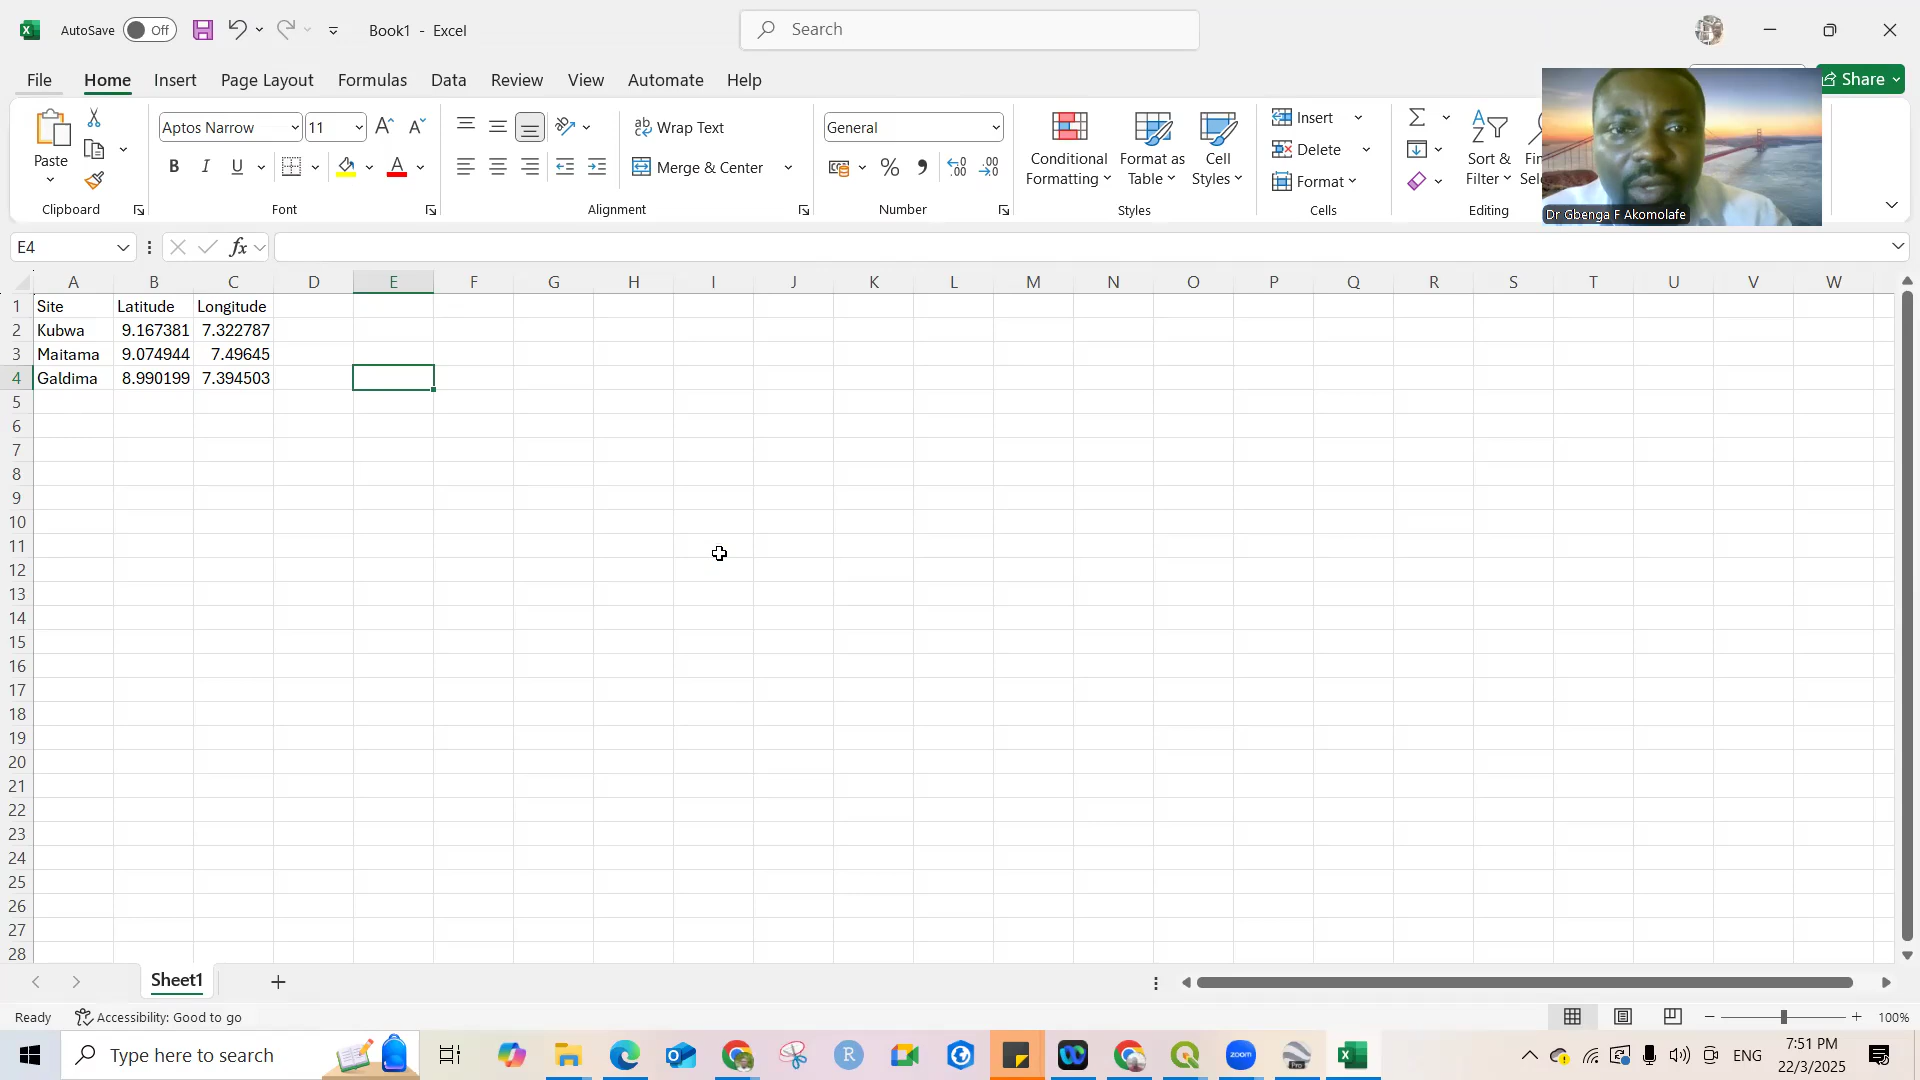 AutoSave Off Book1 - Excel Search
File Home Insert Page Layout Formulas Data Review View Automate Help Share
Paste
Clipboard
Aptos Narrow 11
B I U
Font
ab Wrap Text
Merge & Center
Alignment
General
Number
Conditional Formatting
Format as Table
Cell Styles
Styles
Insert
Delete
Format
Cells
Sort & Filter
Editing
Dr Gbenga F Akomolafe
E4 fx
A B C D E F G H I J K L M N O P Q R S T U V W
1 Site Latitude Longitude
2 Kubwa 9.167381 7.322787
3 Maitama 9.074944 7.49645
4 Galdima 8.990199 7.394503
5
6
7
8
9
10
11
12
13
14
15
16
17
18
19
20
21
22
23
24
25
26
27
28
Sheet1
Ready Accessibility: Good to go 100%
Type here to search
R
zoom
Pro
ENG
7:51 PM
22/3/2025